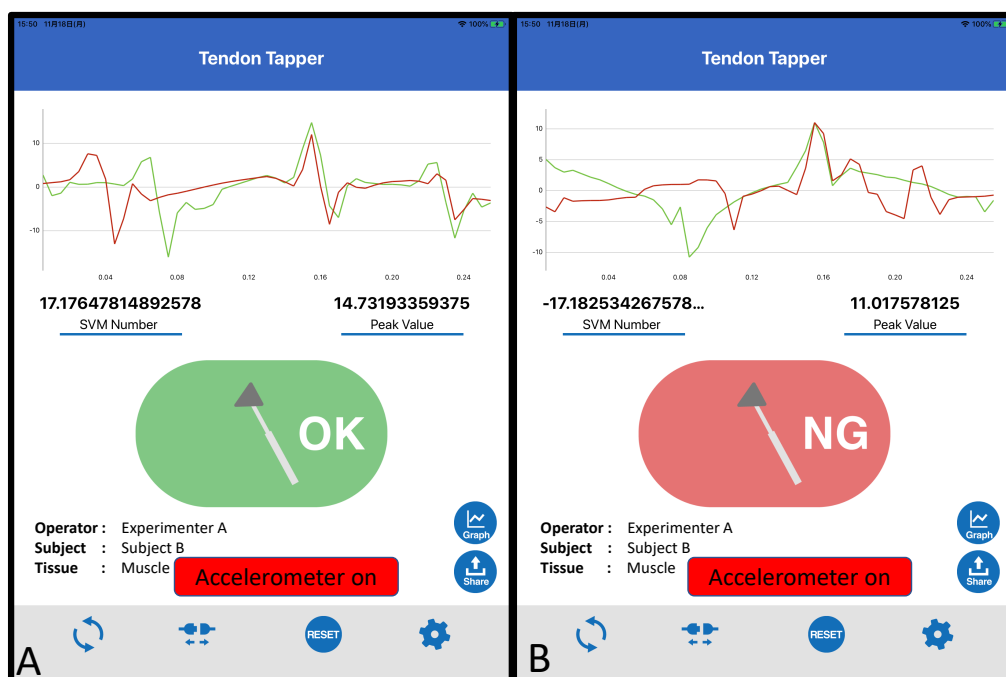 15:50 11月18日(月) 100%
Tendon Tapper
10
0
-10
0.04 0.08 0.12 0.16 0.20 0.24
17.17647814892578 14.73193359375
SVM Number Peak Value
OK
Operator : Experimenter A
Subject : Subject B
Tissue : Muscle
Accelerometer on
Graph
Share
RESET
A
15:50 11月18日(月) 100%
Tendon Tapper
10
5
0
-5
-10
0.04 0.08 0.12 0.16 0.20 0.24
-17.182534267578... 11.017578125
SVM Number Peak Value
NG
Operator : Experimenter A
Subject : Subject B
Tissue : Muscle
Accelerometer on
Graph
Share
RESET
B